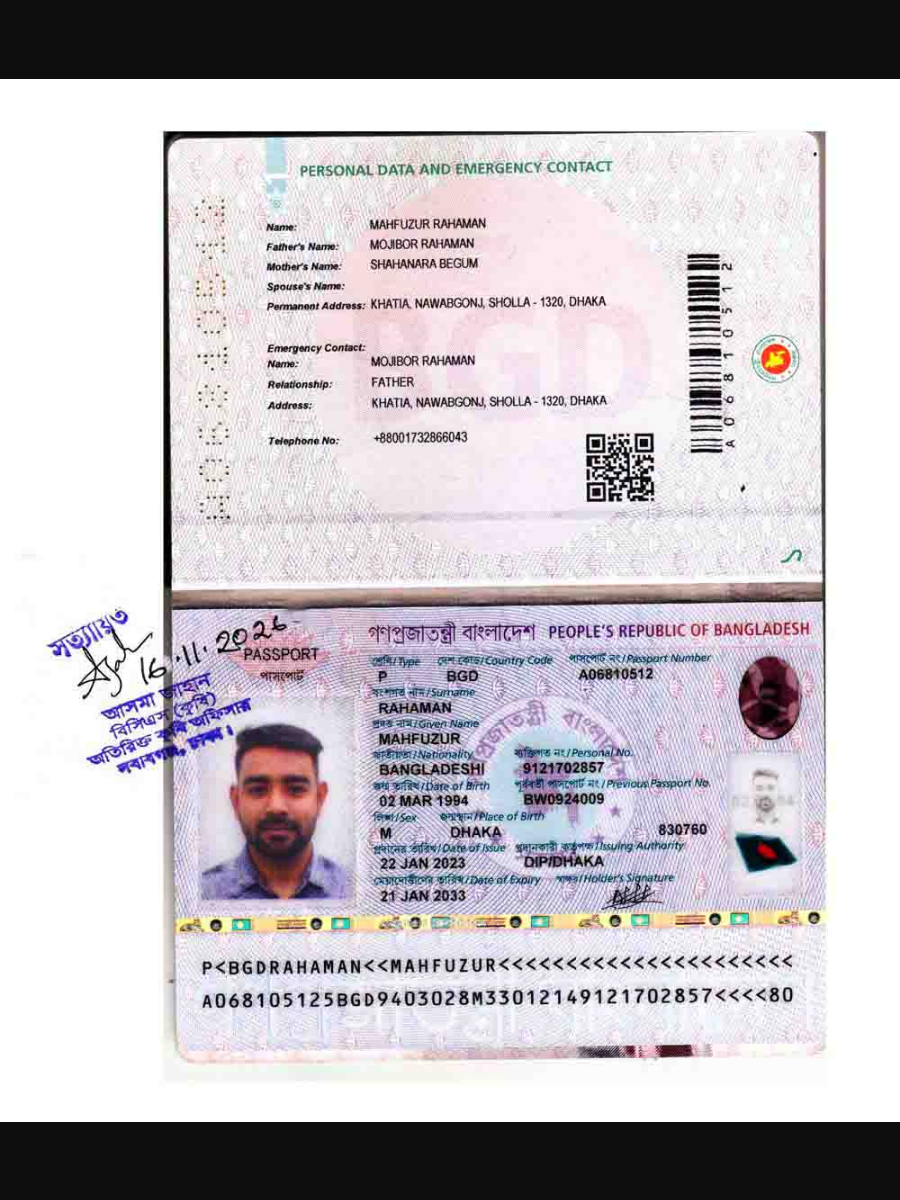 PERSONAL DATA AND EMERGENCY CONTACT
Name: MAHFUZUR RAHAMAN
Father's Name: MOJIBOR RAHAMAN
Mother's Name: SHAHANARA BEGUM
Spouse's Name:
Permanent Address: KHATIA, NAWABGONJ, SHOLLA - 1320, DHAKA
Emergency Contact:
Name: MOJIBOR RAHAMAN
Relationship: FATHER
Address: KHATIA, NAWABGONJ, SHOLLA - 1320, DHAKA
Telephone No: +88001732866043
A06810512
A06810512
BGD
সত্যায়িত
16.11.2026
আসমা জাহান
বিসিএস (কৃষি)
অতিরিক্ত কৃষি অফিসার
নবাবগঞ্জ, ঢাকা।
গণপ্রজাতন্ত্রী বাংলাদেশ PEOPLE'S REPUBLIC OF BANGLADESH
PASSPORT
পাসপোর্ট
শ্রেণি/Type দেশ কোড/Country Code পাসপোর্ট নং/Passport Number
P BGD A06810512
বংশগত নাম/Surname
RAHAMAN
প্রদত্ত নাম/Given Name
MAHFUZUR
জাতীয়তা/Nationality ব্যক্তিগত নং/Personal No.
BANGLADESHI 9121702857
জন্ম তারিখ/Date of Birth পূর্ববর্তী পাসপোর্ট নং/Previous Passport No.
02 MAR 1994 BW0924009
লিঙ্গ/Sex জন্মস্থান/Place of Birth
M DHAKA 830760
প্রদানের তারিখ/Date of Issue প্রদানকারী কর্তৃপক্ষ/Issuing Authority
22 JAN 2023 DIP/DHAKA
মেয়াদোত্তীর্ণের তারিখ/Date of Expiry স্বাক্ষর/Holder's Signature
21 JAN 2033
P<BGDRAHAMAN<<MAHFUZUR<<<<<<<<<<<<<<<<<<<<<<
A068105125BGD9403028M33012149121702857<<<<80